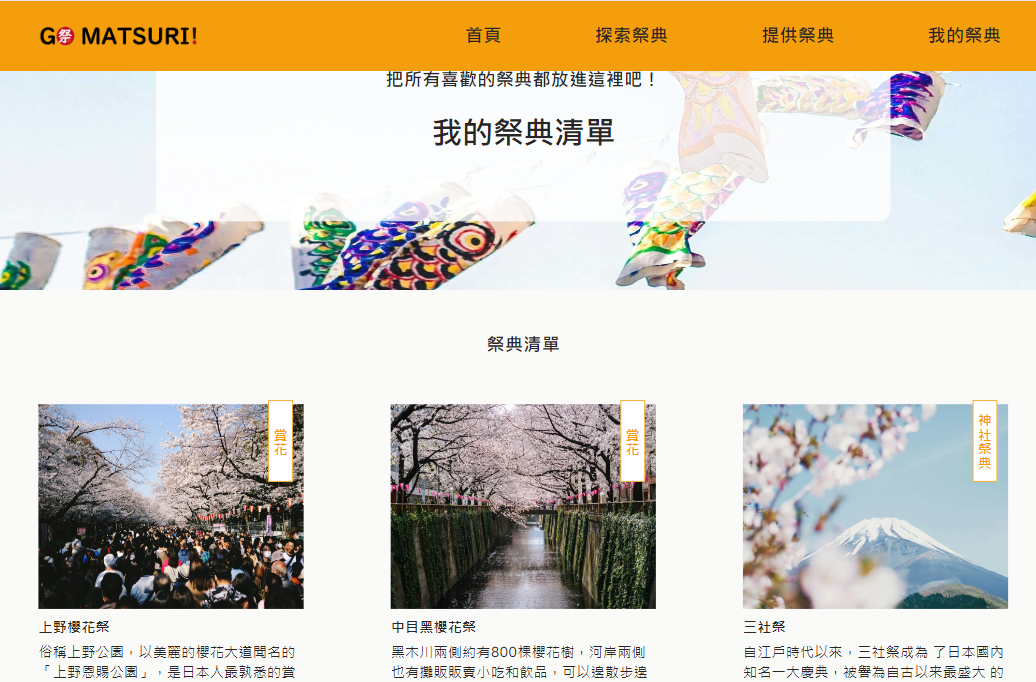 G祭 MATSURI! 首頁 探索祭典 提供祭典 我的祭典
把所有喜歡的祭典都放進這裡吧！
我的祭典清單
祭典清單
賞花
賞花
神社祭典
上野櫻花祭
俗稱上野公園，以美麗的櫻花大道聞名的
「上野恩賜公園」，是日本人最熟悉的賞
中目黑櫻花祭
黑木川兩側約有800棵櫻花樹，河岸兩側
也有攤販販賣小吃和飲品，可以邊散步邊
三社祭
自江戶時代以來，三社祭成為 了日本國內
知名一大慶典，被譽為自古以來最盛大 的